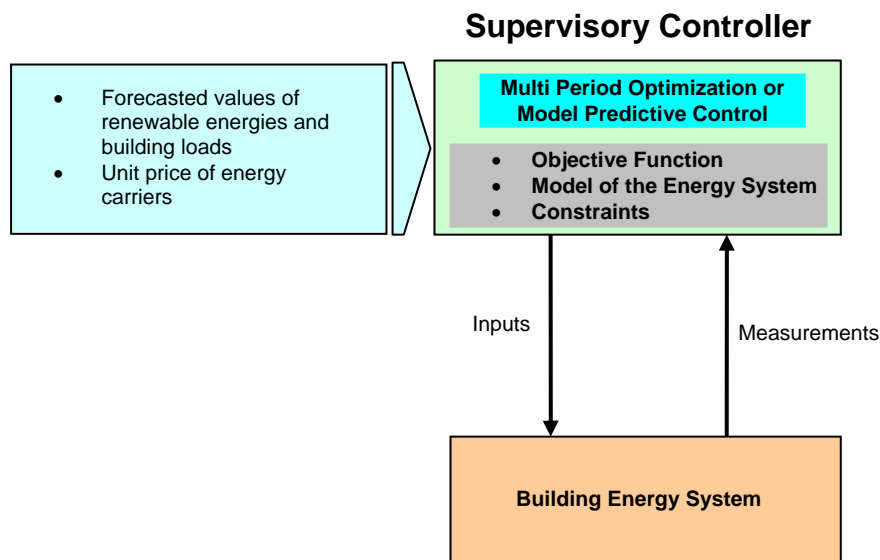 Supervisory Controller
• Forecasted values of
renewable energies and
building loads
• Unit price of energy
carriers
Multi Period Optimization or
Model Predictive Control
• Objective Function
• Model of the Energy System
• Constraints
Inputs
Measurements
Building Energy System